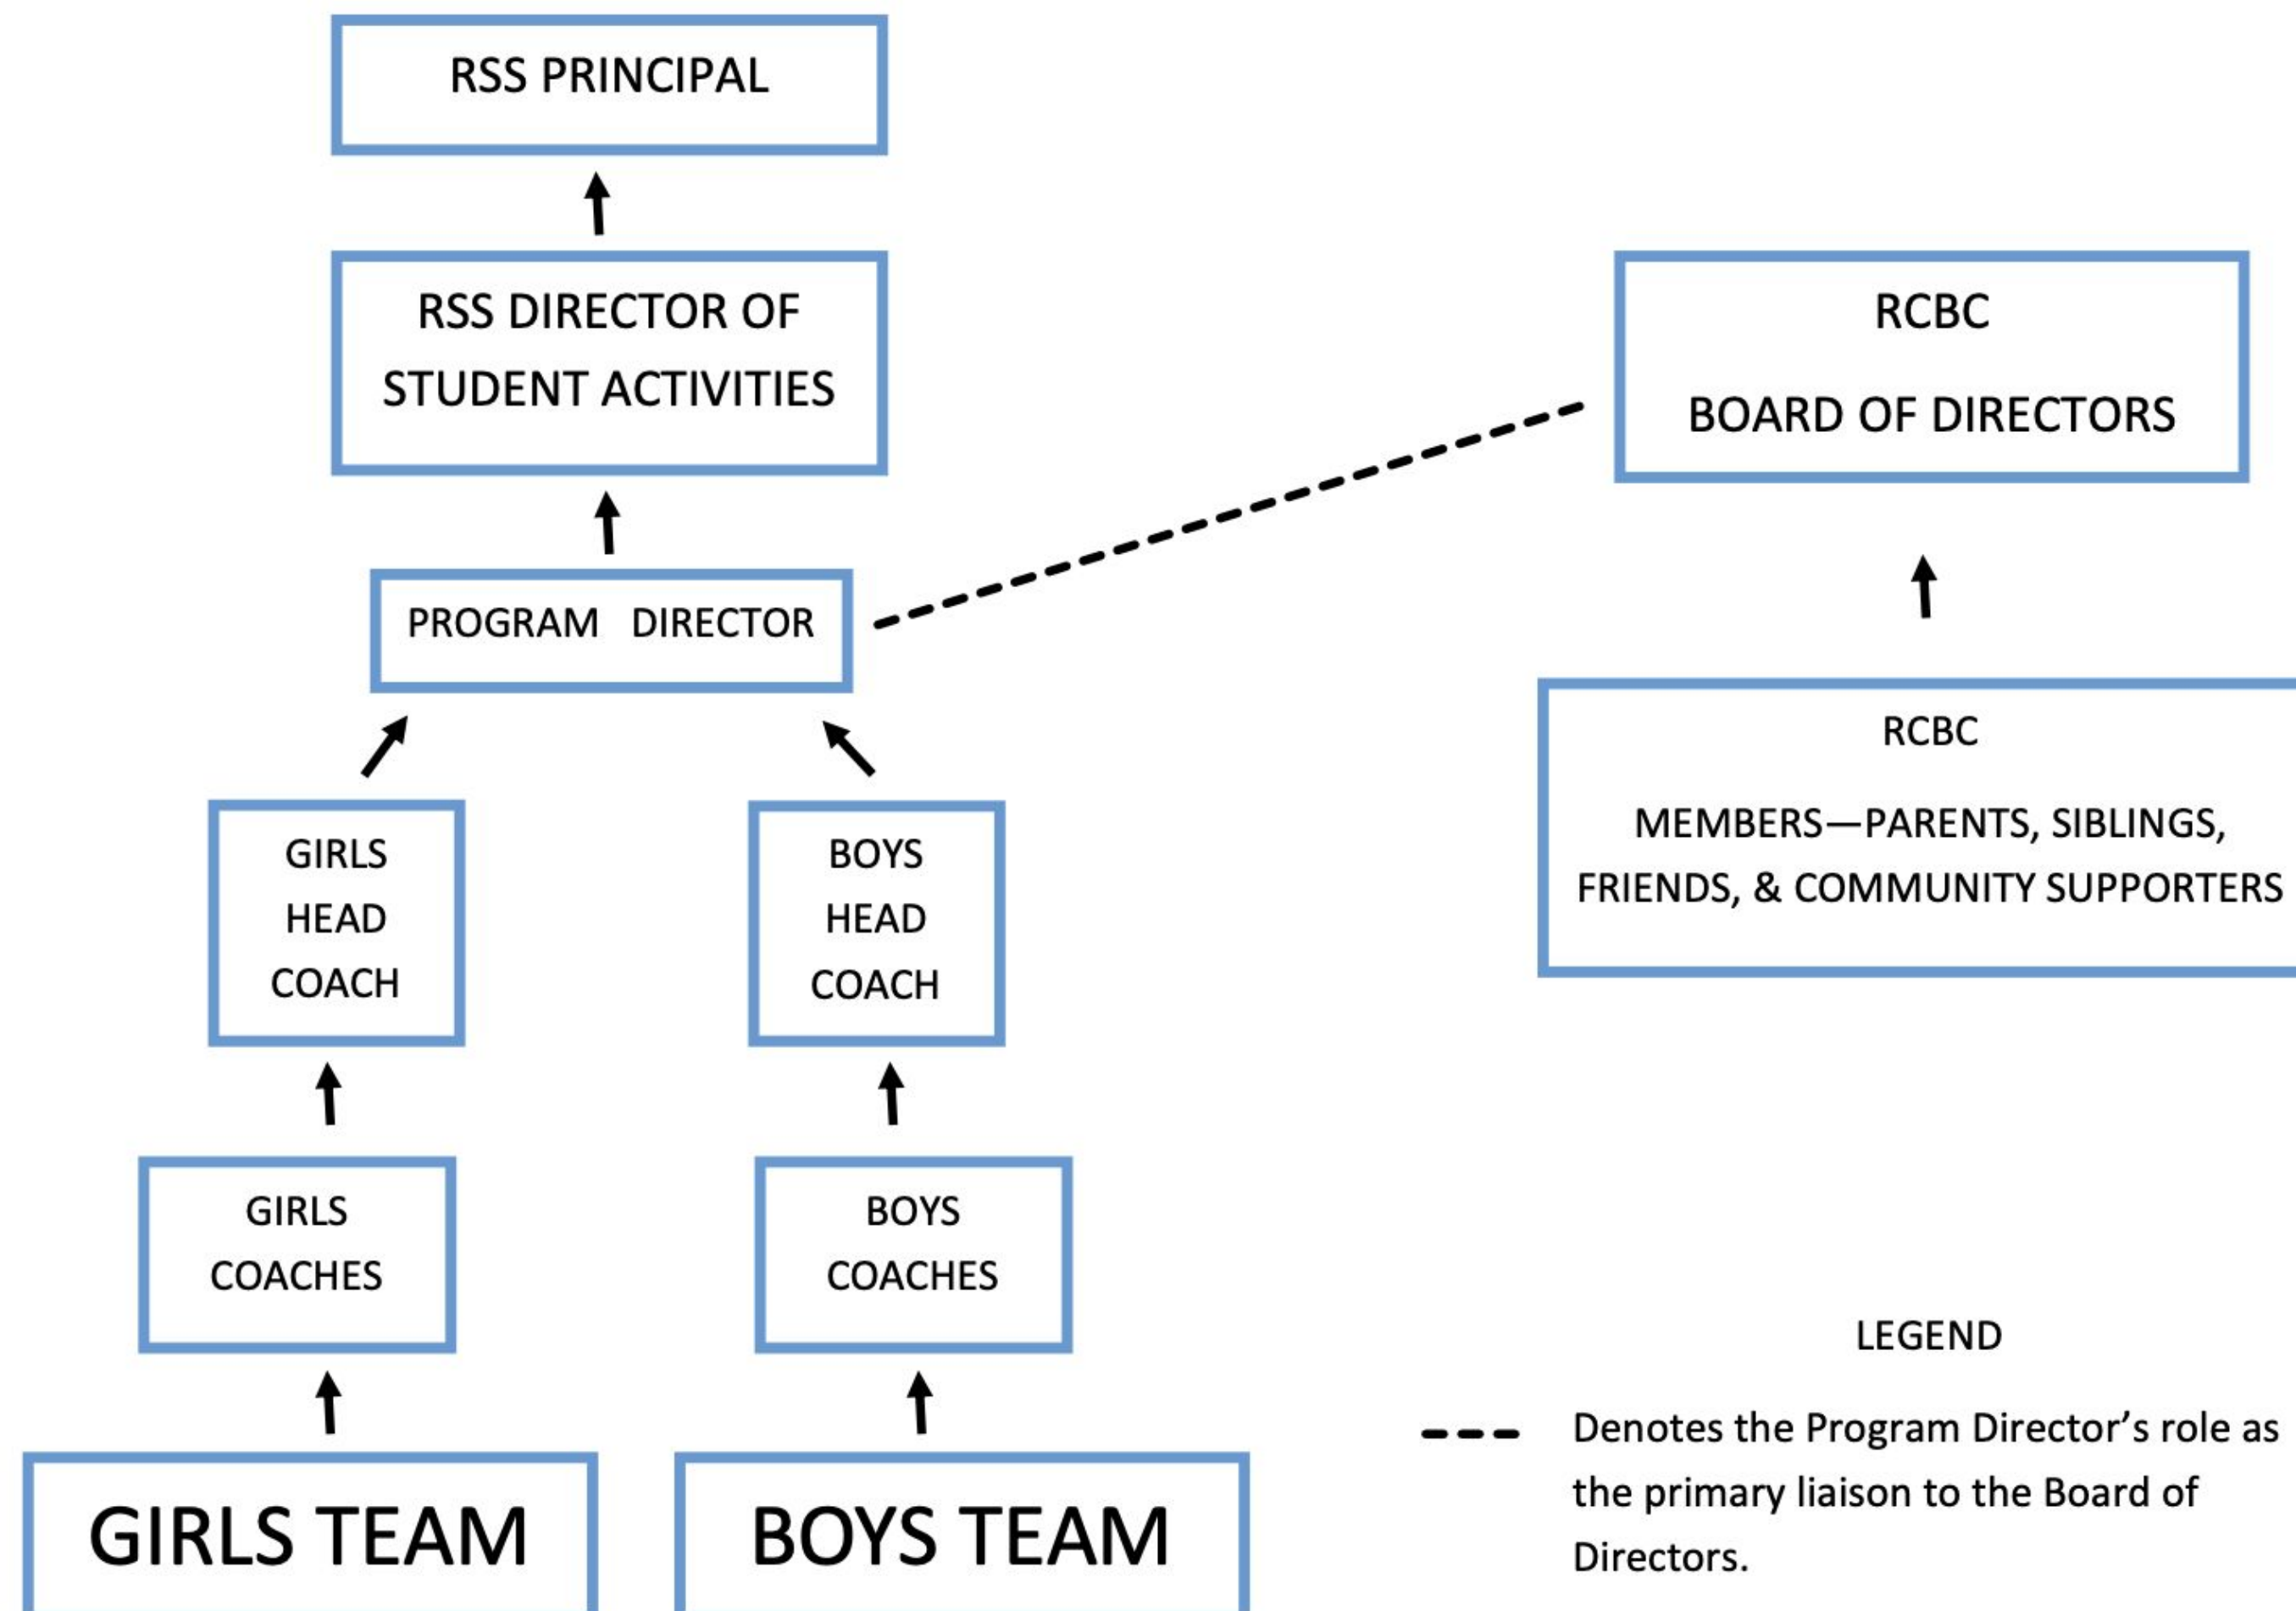 RSS PRINCIPAL
RSS DIRECTOR OF
STUDENT ACTIVITIES
RCBC
BOARD OF DIRECTORS
PROGRAM DIRECTOR
RCBC
MEMBERS—PARENTS, SIBLINGS,
FRIENDS, & COMMUNITY SUPPORTERS
GIRLS
HEAD
COACH
BOYS
HEAD
COACH
GIRLS
COACHES
BOYS
COACHES
GIRLS TEAM
BOYS TEAM
LEGEND
Denotes the Program Director’s role as
the primary liaison to the Board of
Directors.